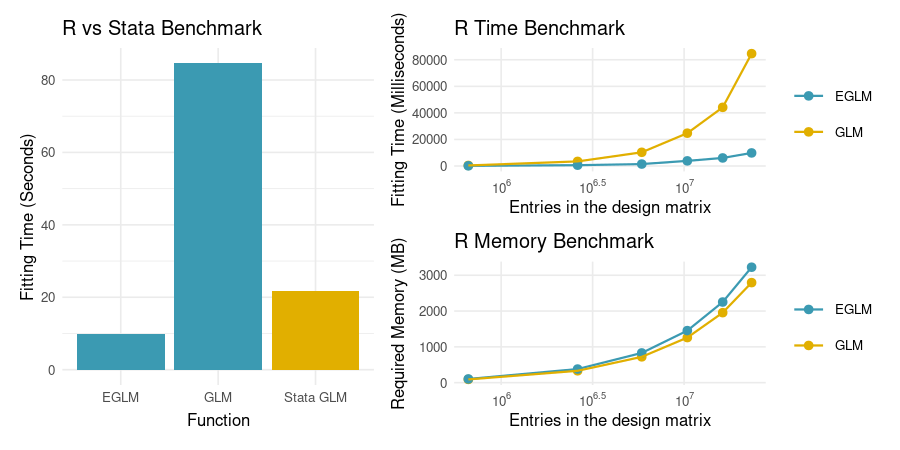 R vs Stata Benchmark
Fitting Time (Seconds)
80
60
40
20
0
EGLM GLM Stata GLM
Function
R Time Benchmark
Fitting Time (Milliseconds)
80000
60000
40000
20000
0
10^6 10^6.5 10^7
Entries in the design matrix
EGLM
GLM
R Memory Benchmark
Required Memory (MB)
3000
2000
1000
0
10^6 10^6.5 10^7
Entries in the design matrix
EGLM
GLM